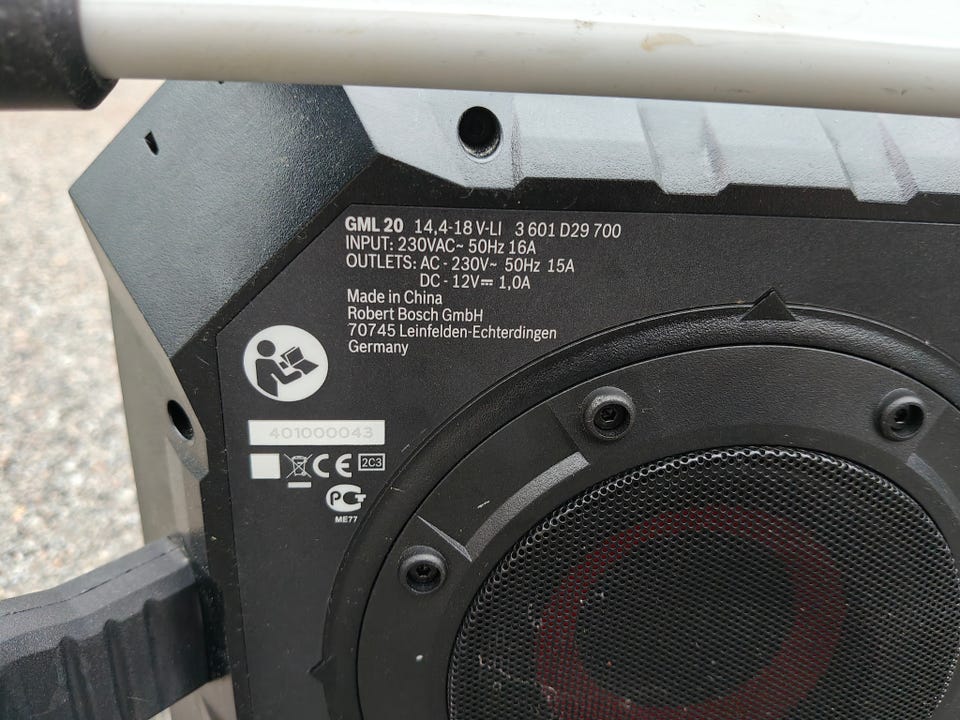 GML 20 14,4-18 V-LI 3 601 D29 700
INPUT: 230VAC~ 50Hz 16A
OUTLETS: AC - 230V~ 50Hz 15A
DC - 12V⎓ 1,0A
Made in China
Robert Bosch GmbH
70745 Leinfelden-Echterdingen
Germany
401000043
CE 2C3
PCT
ME77